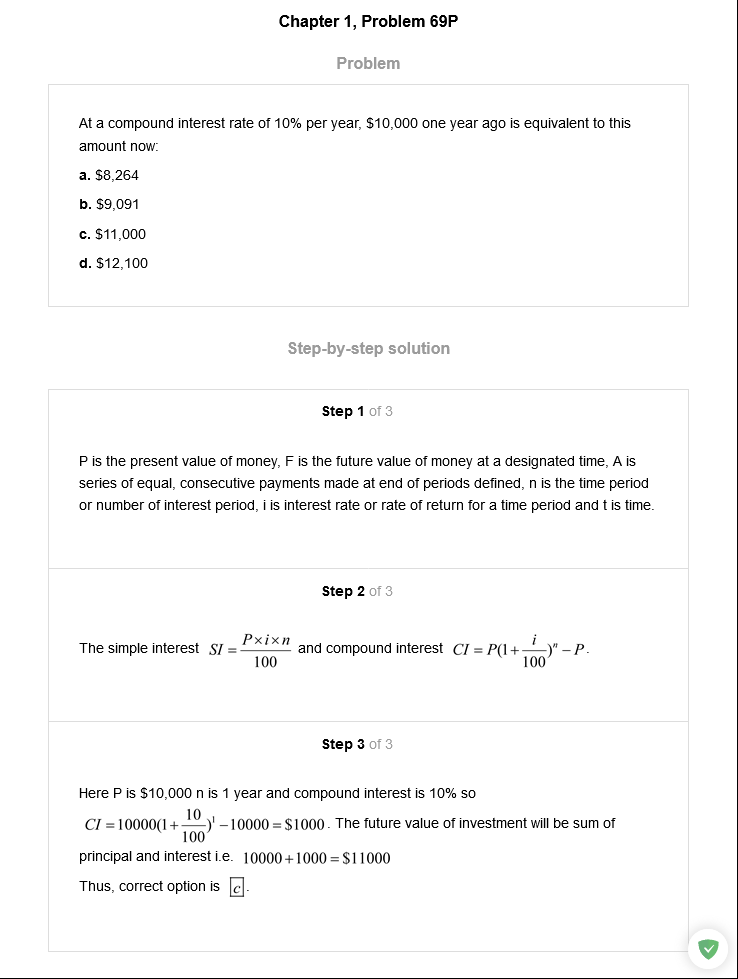 Chapter 1, Problem 69P
Problem
At a compound interest rate of 10% per year, $10,000 one year ago is equivalent to this
amount now:
a. $8,264
b. $9,091
c. $11,000
d. $12,100
Step-by-step solution
Step 1 of 3
P is the present value of money, F is the future value of money at a designated time, A is
series of equal, consecutive payments made at end of periods defined, n is the time period
or number of interest period, i is interest rate or rate of return for a time period and t is time.
Step 2 of 3
The simple interest SI = P×i×n/100 and compound interest CI = P(1+i/100)ⁿ − P.
Step 3 of 3
Here P is $10,000 n is 1 year and compound interest is 10% so
CI = 10000(1+10/100)¹ − 10000 = $1000. The future value of investment will be sum of
principal and interest i.e. 10000+1000 = $11000
Thus, correct option is c.